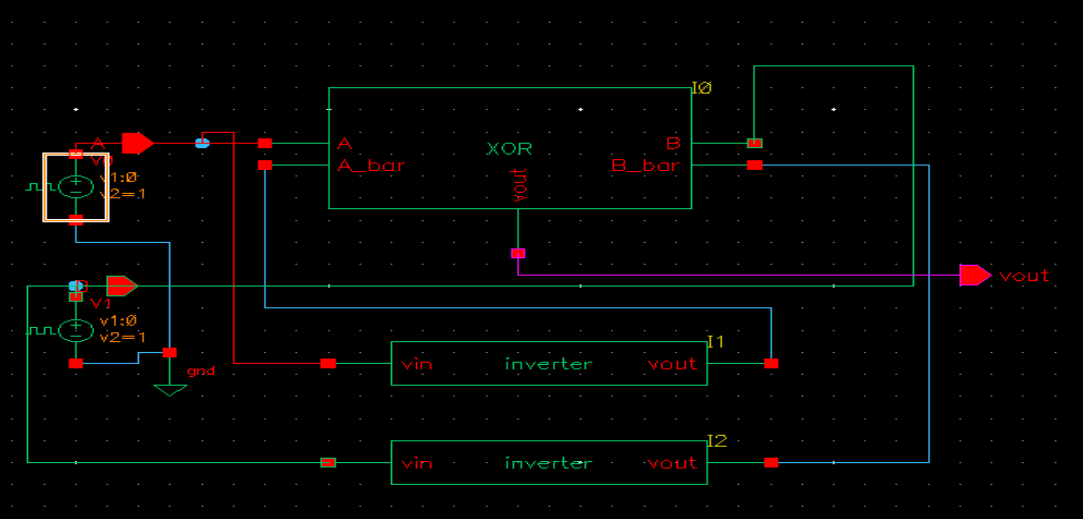 I0
A
A
B
XOR
A_bar
B_bar
V0
v1:0
v2=1
vout
vout
B
V1
v1:0
v2=1
gnd
I1
vin
inverter
vout
I2
vin
inverter
vout